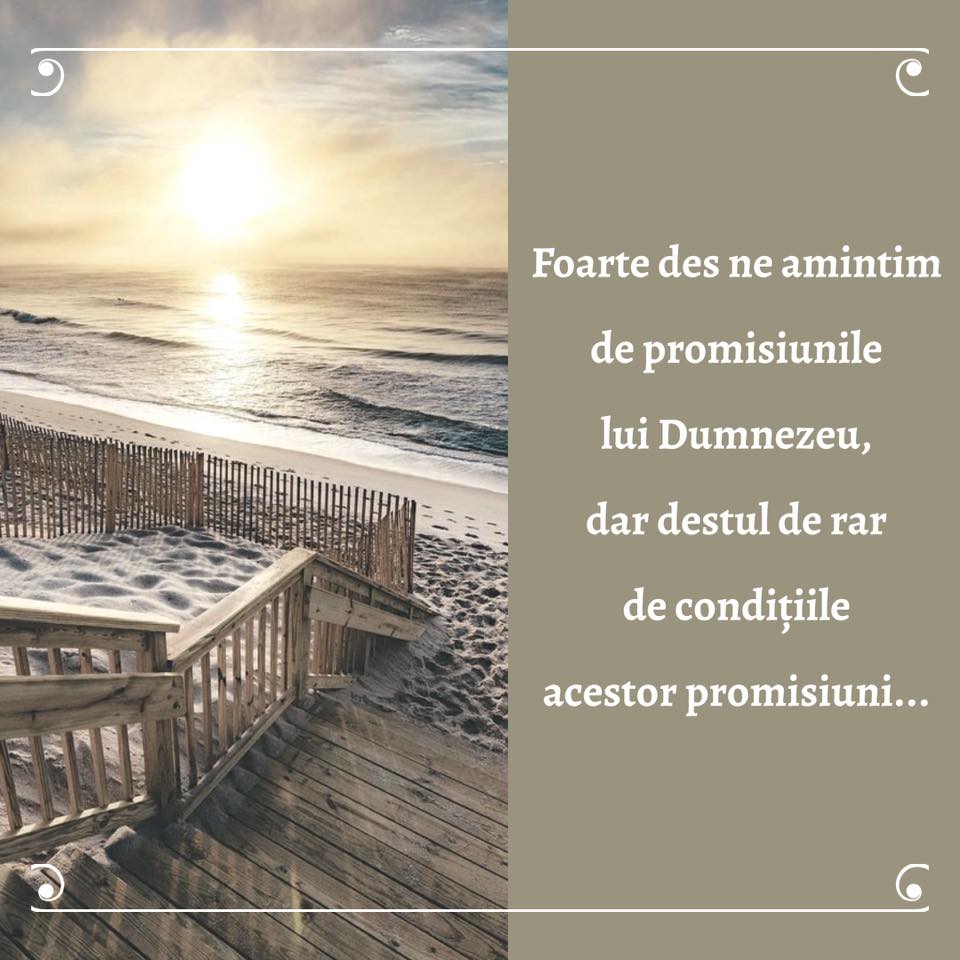 Foarte des ne amintim
de promisiunile
lui Dumnezeu,
dar destul de rar
de condițiile
acestor promisiuni...